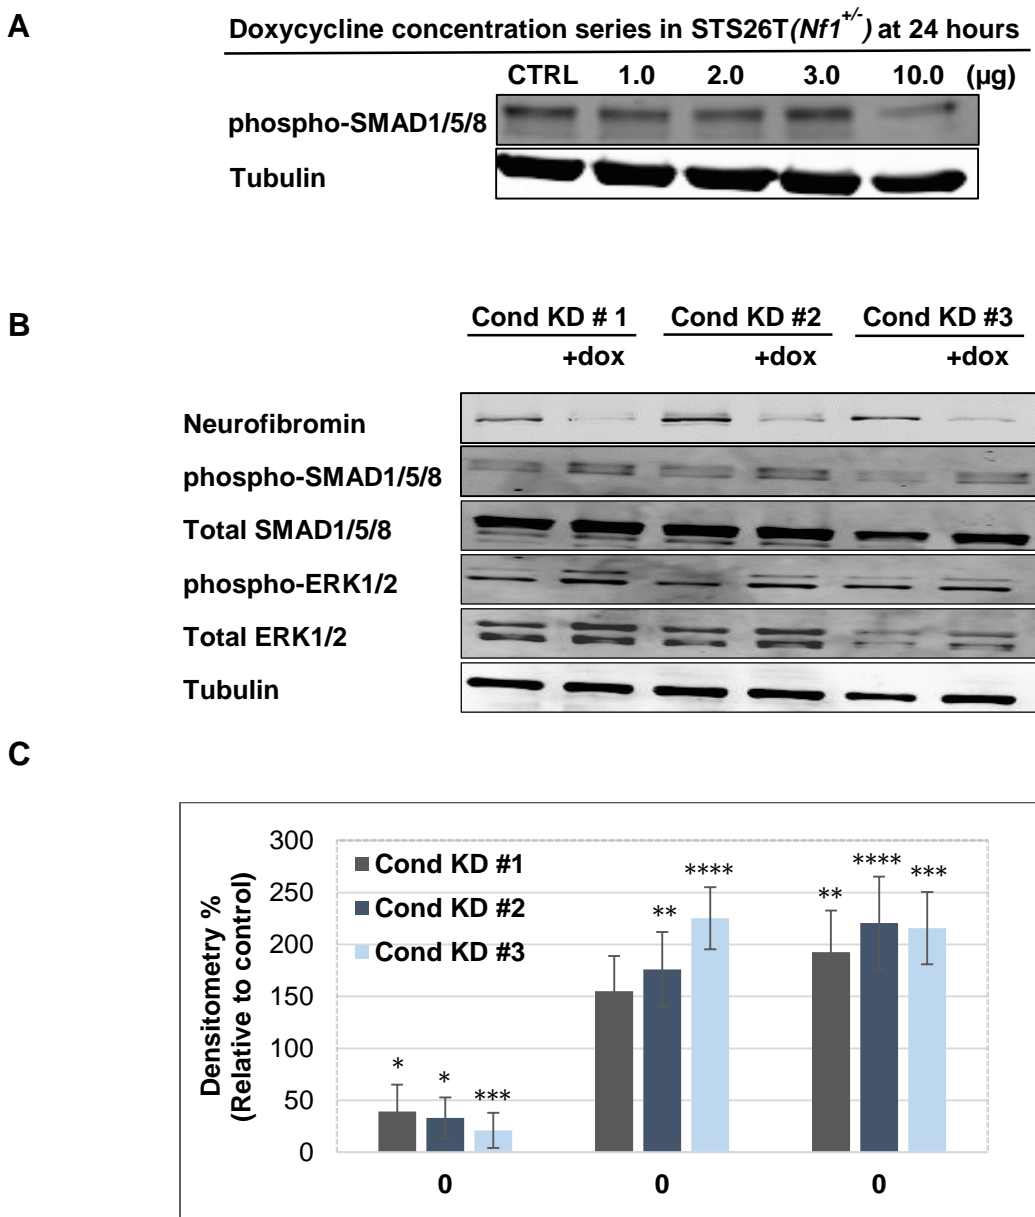 A
Doxycycline concentration series in STS26T(Nf1+/-) at 24 hours
CTRL 1.0 2.0 3.0 10.0 (µg)
phospho-SMAD1/5/8
Tubulin
B
Cond KD # 1 Cond KD #2 Cond KD #3
+dox +dox +dox
Neurofibromin
phospho-SMAD1/5/8
Total SMAD1/5/8
phospho-ERK1/2
Total ERK1/2
Tubulin
C
Densitometry %
(Relative to control)
300
250
200
150
100
50
0
Cond KD #1
Cond KD #2
Cond KD #3
* * ***
** ****
** **** ***
0 0 0